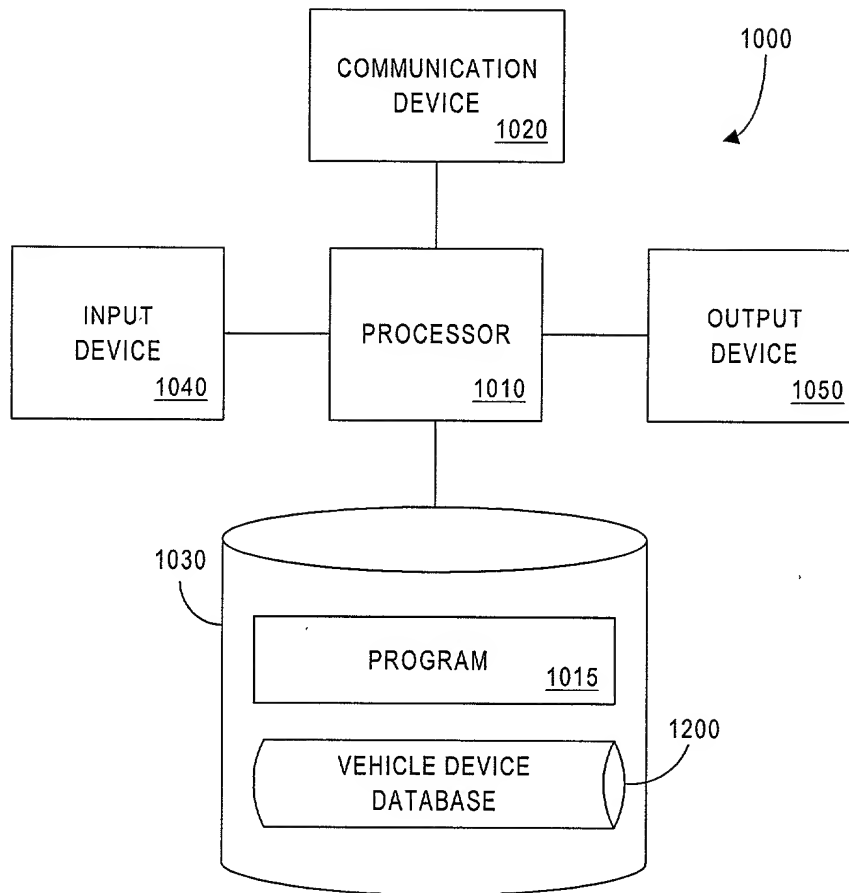 1000
COMMUNICATION
DEVICE
1020
INPUT
DEVICE
1040
PROCESSOR
1010
OUTPUT
DEVICE
1050
1030
PROGRAM
1015
1200
VEHICLE DEVICE
DATABASE